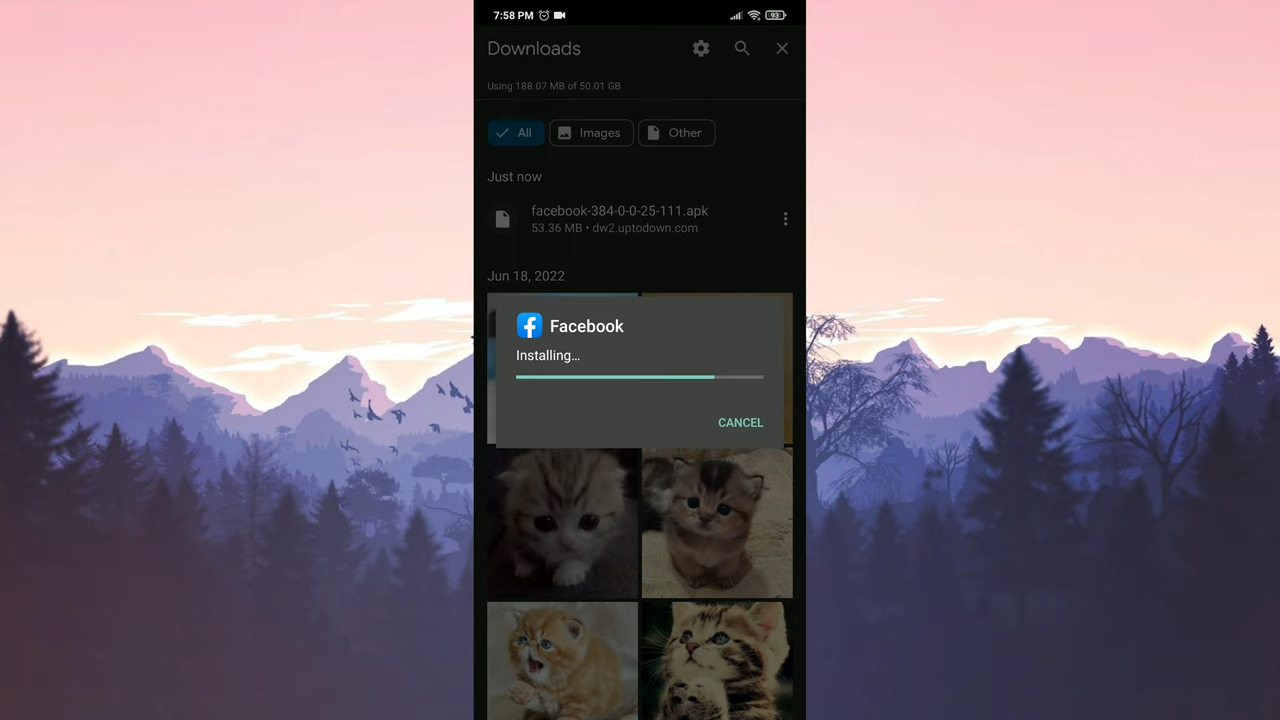 7:58 PM
93
Downloads
Using 188.07 MB of 50.01 GB
All
Images
Other
Just now
facebook-384-0-0-25-111.apk
53.36 MB • dw2.uptodown.com
Jun 18, 2022
Facebook
Installing...
CANCEL